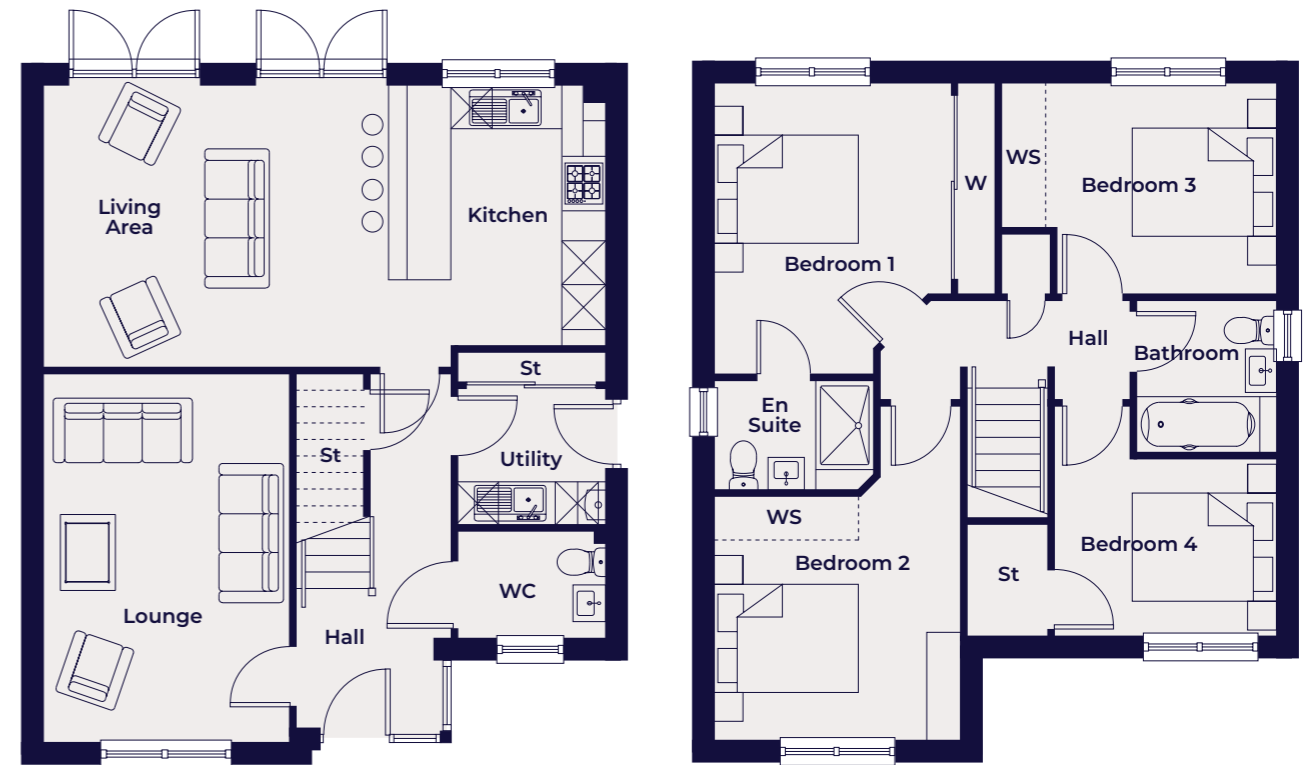 Living
Area
Kitchen
St
St
Utility
WC
Lounge
Hall
WS
W
Bedroom 3
Bedroom 1
Hall
Bathroom
En
Suite
WS
Bedroom 2
Bedroom 4
St